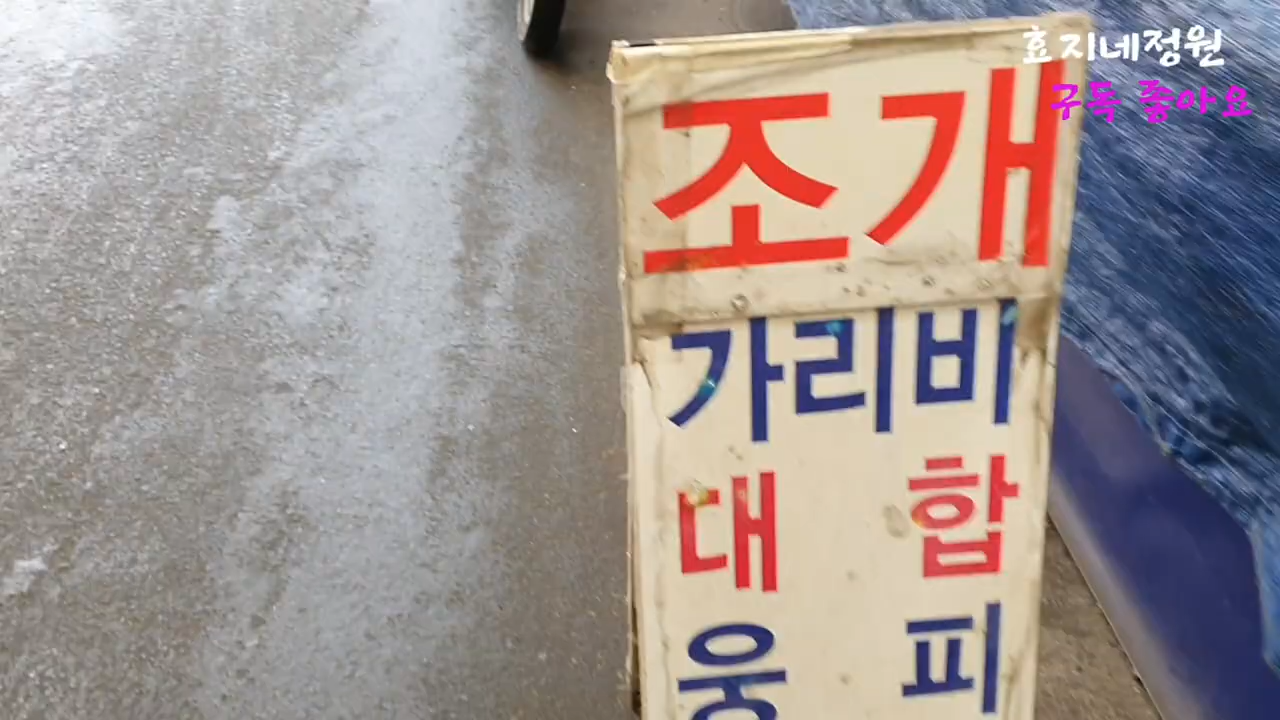 효지네정원
구독 좋아요
조개
가리비
대 합
웅 피